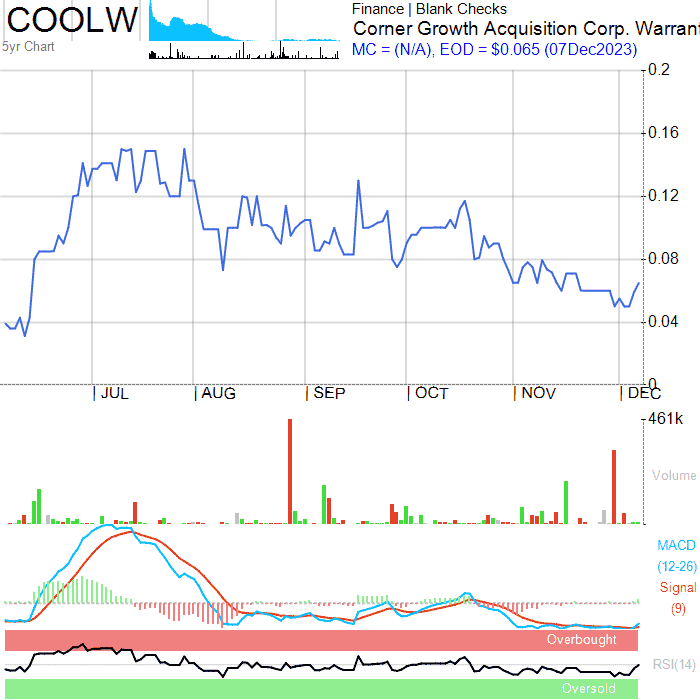 COOLW
5yr Chart
Finance | Blank Checks
Corner Growth Acquisition Corp. Warrant
MC = (N/A), EOD = $0.065 (07Dec2023)
0.2
0.16
0.12
0.08
0.04
0
JUL AUG SEP OCT NOV DEC
461k
Volume
MACD
(12-26)
Signal
(9)
Overbought
RSI(14)
Oversold